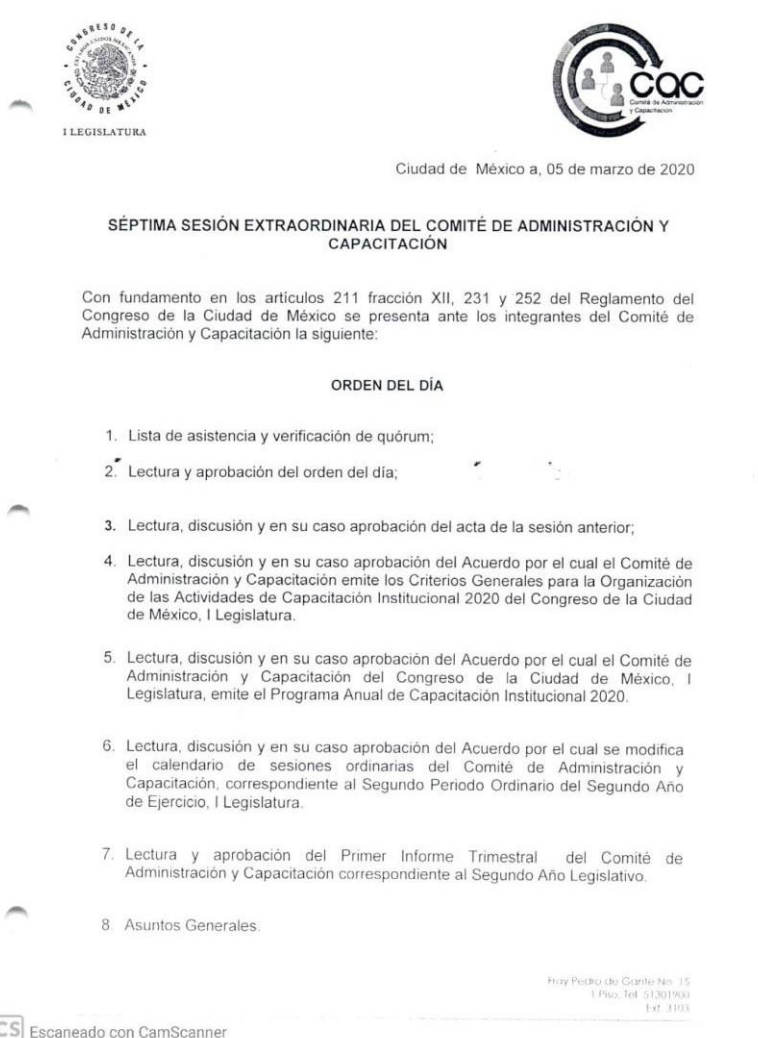 CONGRESO DE LA
CIUDAD DE MÉXICO
ESTADOS UNIDOS MEXICANOS
I LEGISLATURA
cac
Comité de Administración
y Capacitación
Ciudad de México a, 05 de marzo de 2020
SÉPTIMA SESIÓN EXTRAORDINARIA DEL COMITÉ DE ADMINISTRACIÓN Y
CAPACITACIÓN
Con fundamento en los artículos 211 fracción XII, 231 y 252 del Reglamento del
Congreso de la Ciudad de México se presenta ante los integrantes del Comité de
Administración y Capacitación la siguiente:
ORDEN DEL DÍA
1. Lista de asistencia y verificación de quórum;
2. Lectura y aprobación del orden del día;
3. Lectura, discusión y en su caso aprobación del acta de la sesión anterior;
4. Lectura, discusión y en su caso aprobación del Acuerdo por el cual el Comité de
Administración y Capacitación emite los Criterios Generales para la Organización
de las Actividades de Capacitación Institucional 2020 del Congreso de la Ciudad
de México, I Legislatura.
5. Lectura, discusión y en su caso aprobación del Acuerdo por el cual el Comité de
Administración y Capacitación del Congreso de la Ciudad de México, I
Legislatura, emite el Programa Anual de Capacitación Institucional 2020.
6. Lectura, discusión y en su caso aprobación del Acuerdo por el cual se modifica
el calendario de sesiones ordinarias del Comité de Administración y
Capacitación, correspondiente al Segundo Periodo Ordinario del Segundo Año
de Ejercicio, I Legislatura.
7. Lectura y aprobación del Primer Informe Trimestral del Comité de
Administración y Capacitación correspondiente al Segundo Año Legislativo.
8 Asuntos Generales.
Fray Pedro de Gante No. 15
1 Piso, Tel. 51301900
Ext. 3103
CS Escaneado con CamScanner